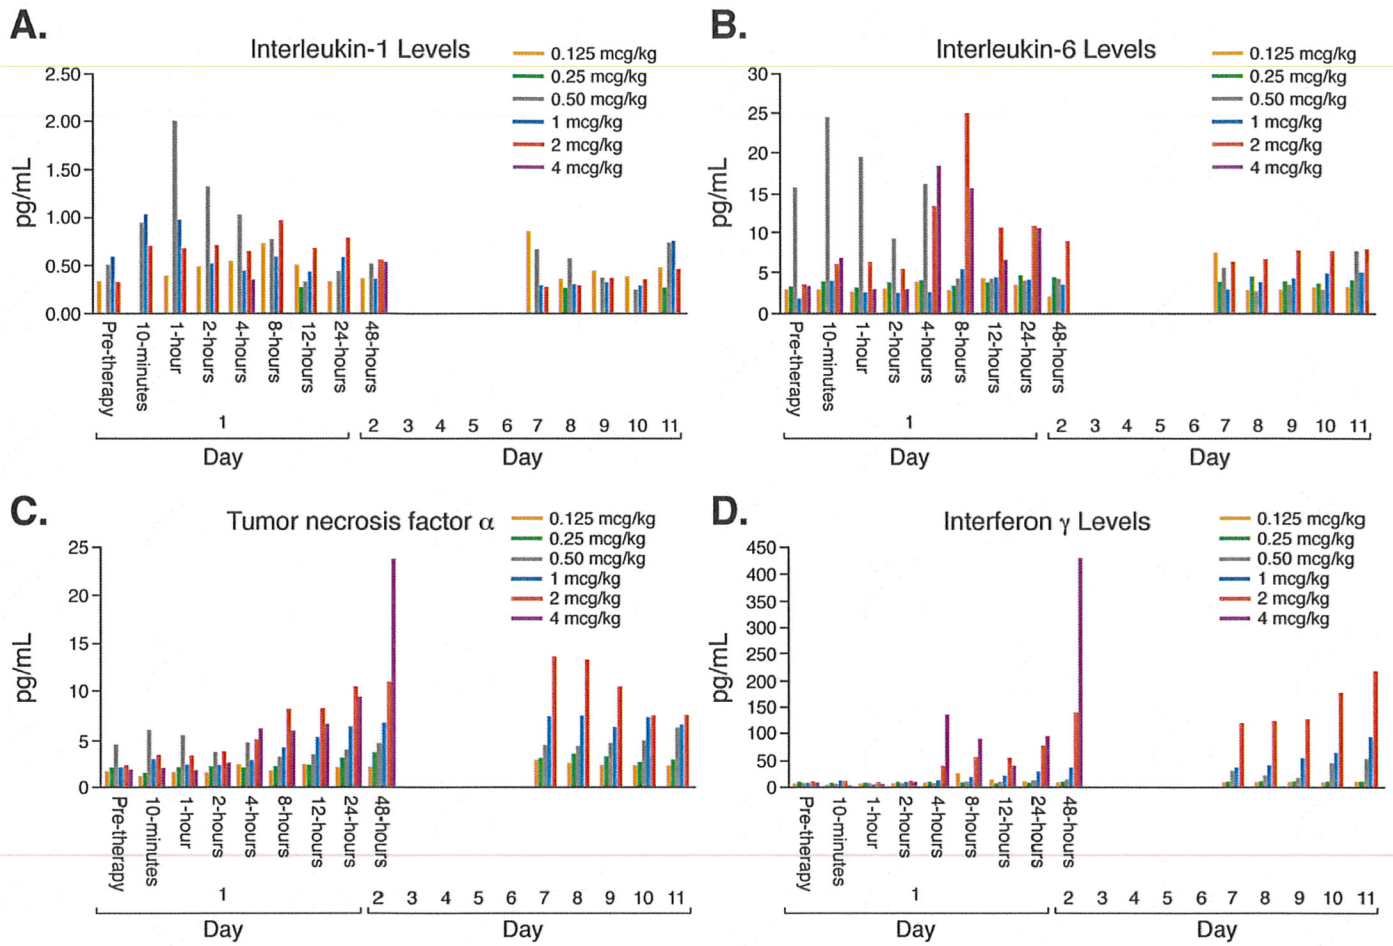 A.
Interleukin-1 Levels
0.125 mcg/kg
0.25 mcg/kg
0.50 mcg/kg
1 mcg/kg
2 mcg/kg
4 mcg/kg
pg/mL
2.50
2.00
1.50
1.00
0.50
0.00
Pre-therapy
10-minutes
1-hour
2-hours
4-hours
8-hours
12-hours
24-hours
48-hours
1
2 3 4 5 6 7 8 9 10 11
Day
Day
B.
Interleukin-6 Levels
0.125 mcg/kg
0.25 mcg/kg
0.50 mcg/kg
1 mcg/kg
2 mcg/kg
4 mcg/kg
pg/mL
30
25
20
15
10
5
0
Pre-therapy
10-minutes
1-hour
2-hours
4-hours
8-hours
12-hours
24-hours
48-hours
1
2 3 4 5 6 7 8 9 10 11
Day
Day
C.
Tumor necrosis factor α
0.125 mcg/kg
0.25 mcg/kg
0.50 mcg/kg
1 mcg/kg
2 mcg/kg
4 mcg/kg
pg/mL
25
20
15
10
5
0
Pre-therapy
10-minutes
1-hour
2-hours
4-hours
8-hours
12-hours
24-hours
48-hours
1
2 3 4 5 6 7 8 9 10 11
Day
Day
D.
Interferon γ Levels
0.125 mcg/kg
0.25 mcg/kg
0.50 mcg/kg
1 mcg/kg
2 mcg/kg
4 mcg/kg
pg/mL
450
400
350
300
250
200
150
100
50
0
Pre-therapy
10-minutes
1-hour
2-hours
4-hours
8-hours
12-hours
24-hours
48-hours
1
2 3 4 5 6 7 8 9 10 11
Day
Day